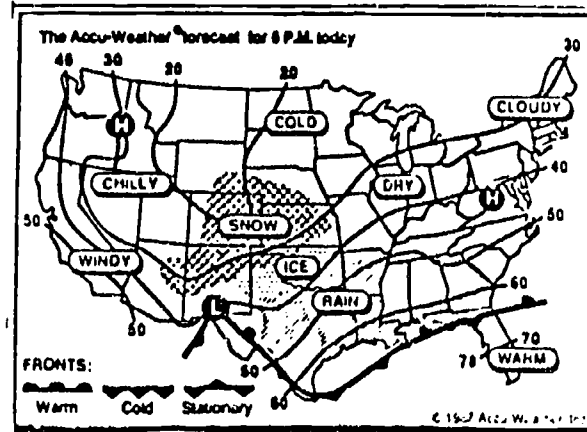 The Accu-Weather® forecast for 6 P.M. today
46 30 20 20 30
CLOUDY
H
COLD
CHILLY
DRY
40
H
SNOW
50
50
WINDY
ICE
60
L
RAIN
50
70
70
WARM
60
60
FRONTS:
Warm Cold Stationary